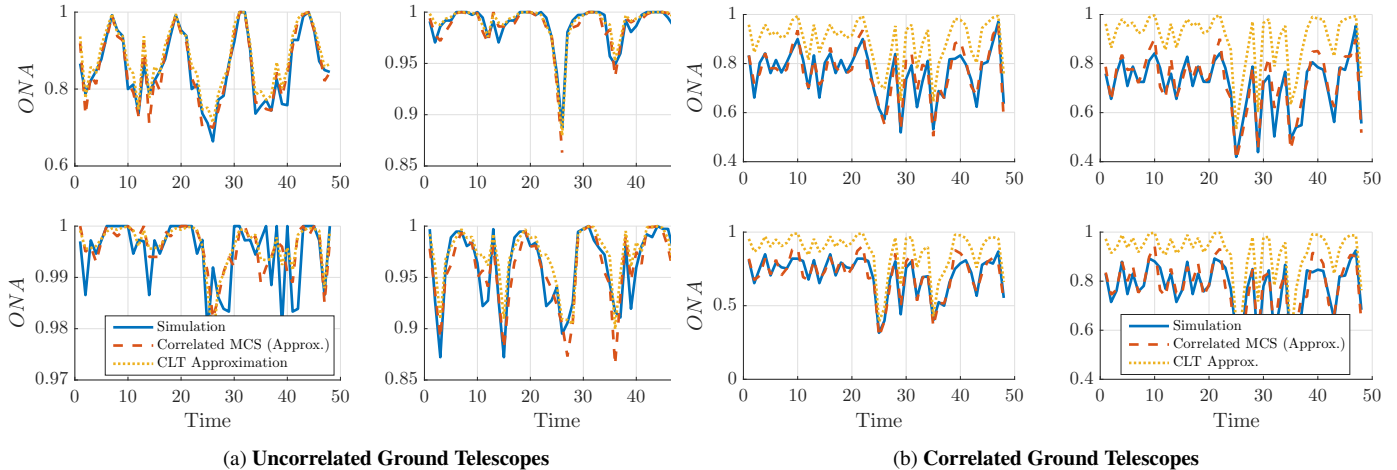 1
0.8
0.6
ONA
0 10 20 30 40 50
1
0.95
0.9
0.85
0 10 20 30 40
1
0.8
0.6
0.4
ONA
0 10 20 30 40 50
1
0.8
0.6
0.4
0 10 20 30 40 50
1
0.99
0.98
0.97
ONA
Simulation
Correlated MCS (Approx.)
CLT Approximation
0 10 20 30 40 50
Time
1
0.95
0.9
0.85
0 10 20 30 40
Time
1
0.5
0
ONA
0 10 20 30 40 50
Time
1
0.8
0.6
0.4
Simulation
Correlated MCS (Approx.)
CLT Approx.
0 10 20 30 40 50
Time
(a) Uncorrelated Ground Telescopes
(b) Correlated Ground Telescopes